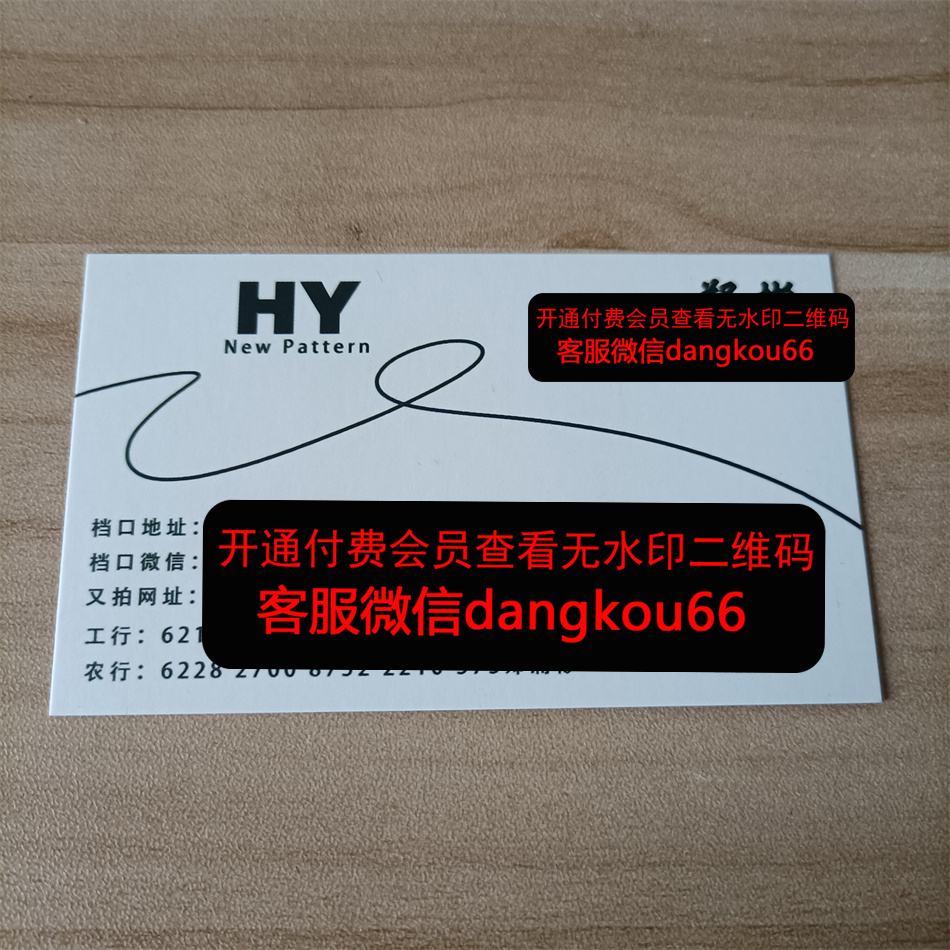 HY
New Pattern
开通付费会员查看无水印二维码
客服微信dangkou66
档口地址：
档口微信：
又拍网址：
开通付费会员查看无水印二维码
客服微信dangkou66
工行：621
农行：6228